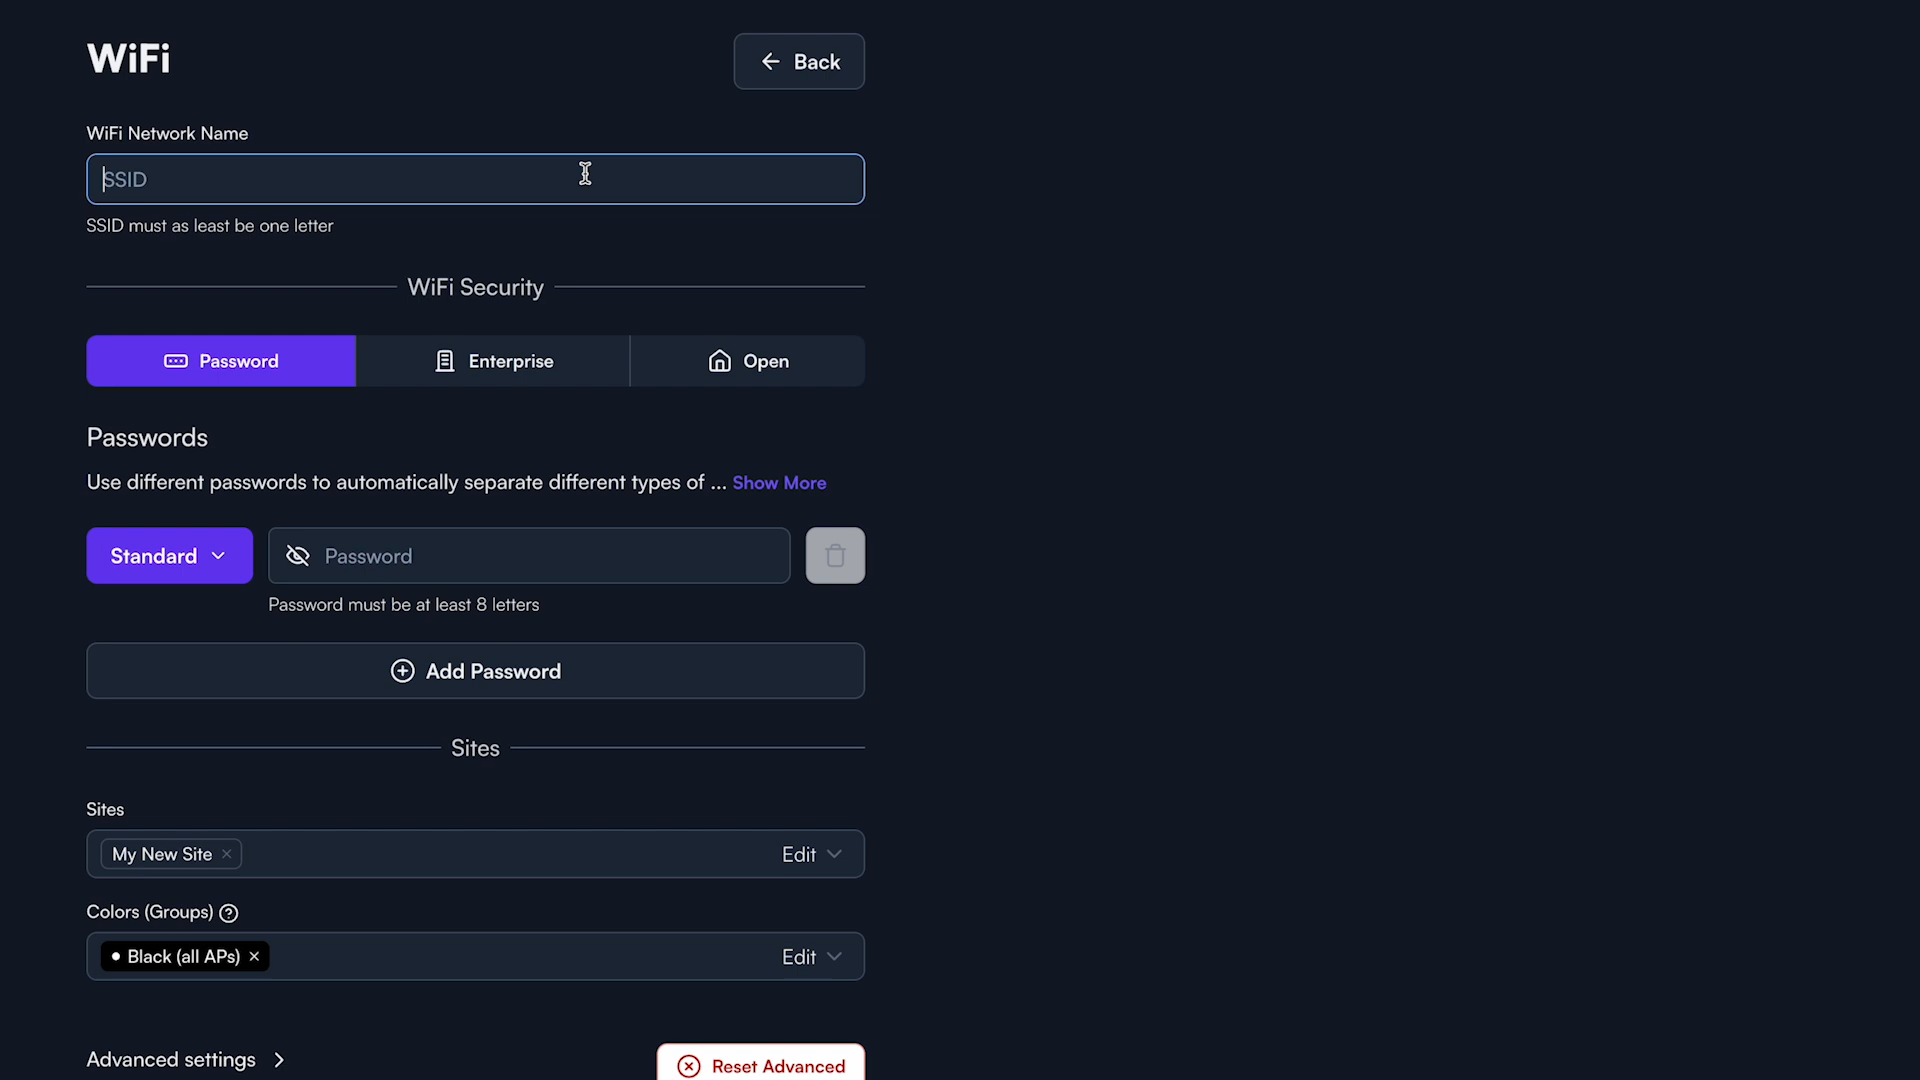 WiFi
Back
WiFi Network Name
SSID
SSID must as least be one letter
WiFi Security
Password
Enterprise
Open
Passwords
Use different passwords to automatically separate different types of ... Show More
Standard
Password
Password must be at least 8 letters
Add Password
Sites
Sites
My New Site
Edit
Colors (Groups)
Black (all APs)
Edit
Advanced settings
Reset Advanced